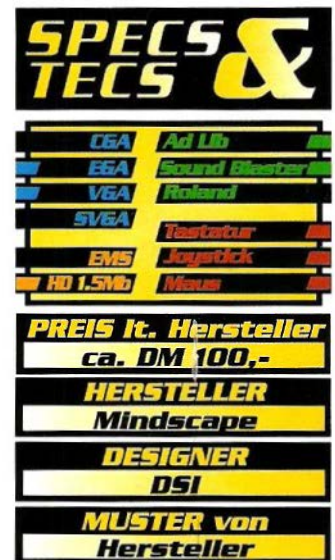 SPECS &
TECS
CGA Ad Lib
EGA Sound Blaster
VGA Roland
SVGA
Tastatur
EMS Joystick
HD 1.5Mb Maus
PREIS lt. Hersteller
ca. DM 100,-
HERSTELLER
Mindscape
DESIGNER
DSI
MUSTER von
Hersteller